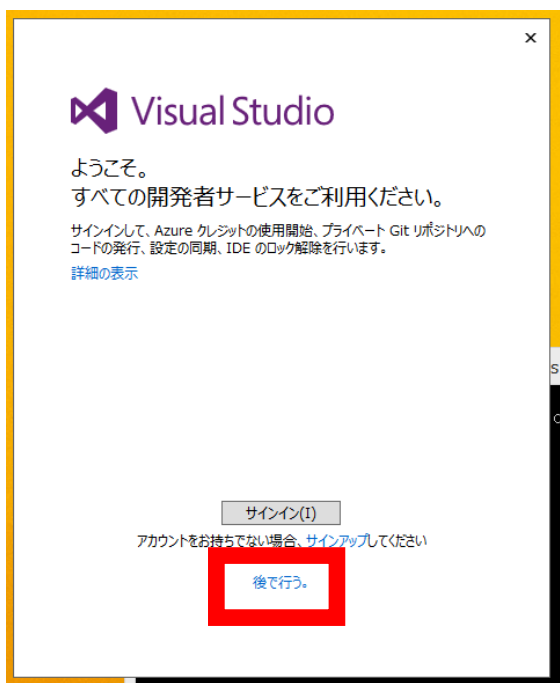 Visual Studio
ようこそ。
すべての開発者サービスをご利用ください。
サインインして、Azure クレジットの使用開始、プライベート Git リポジトリへの
コードの発行、設定の同期、IDE のロック解除を行います。
詳細の表示
サインイン(I)
アカウントをお持ちでない場合、サインアップしてください
後で行う。